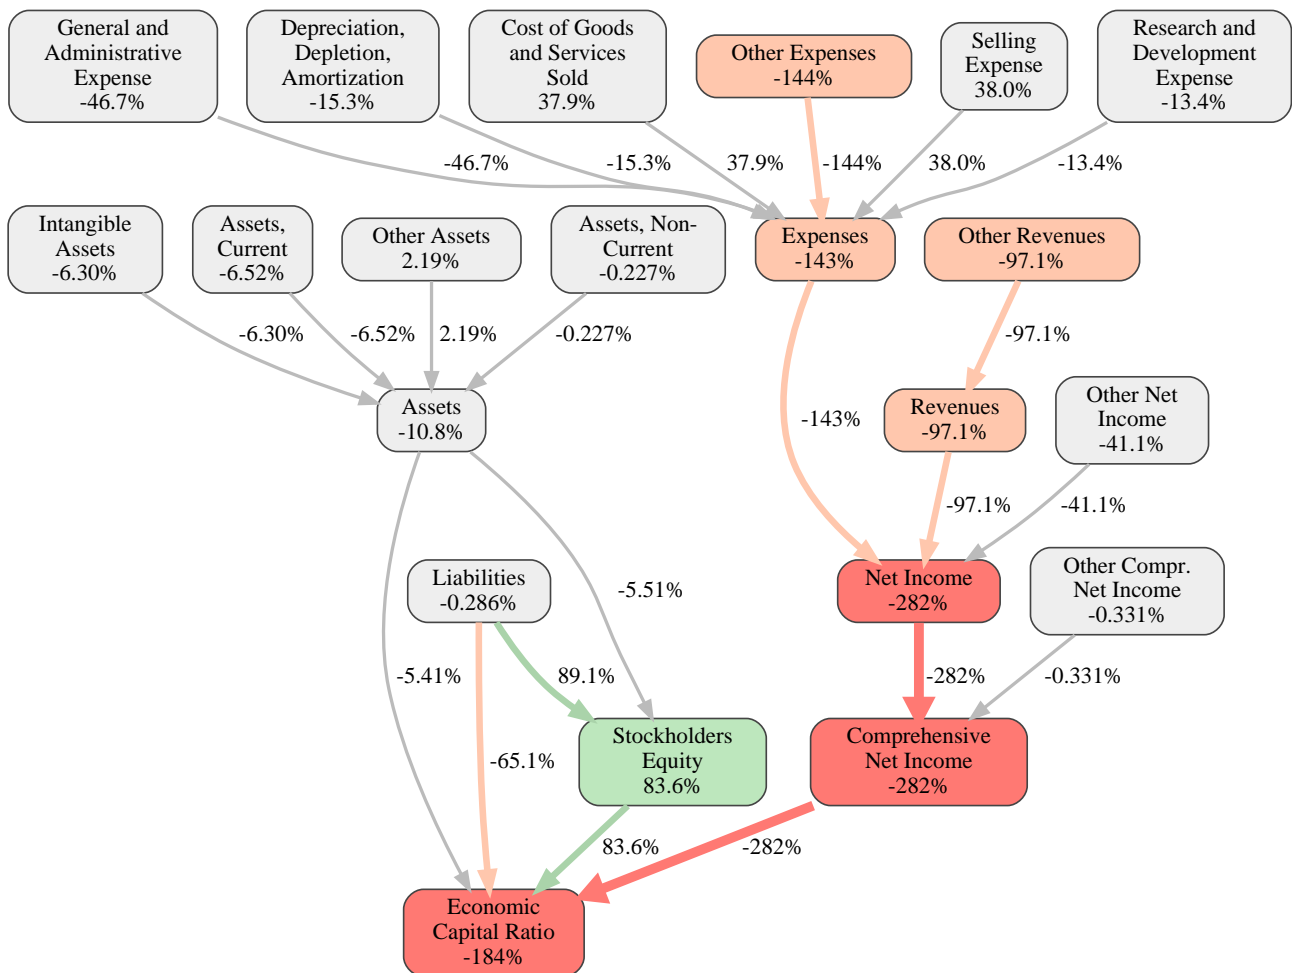 General and
Administrative
Expense
-46.7%
Depreciation,
Depletion,
Amortization
-15.3%
Cost of Goods
and Services
Sold
37.9%
Other Expenses
-144%
Selling
Expense
38.0%
Research and
Development
Expense
-13.4%
-46.7%
-15.3%
37.9%
-144%
38.0%
-13.4%
Intangible
Assets
-6.30%
Assets,
Current
-6.52%
Other Assets
2.19%
Assets, Non-
Current
-0.227%
Expenses
-143%
Other Revenues
-97.1%
-6.30%
-6.52%
2.19%
-0.227%
-97.1%
Assets
-10.8%
-143%
Revenues
-97.1%
Other Net
Income
-41.1%
-97.1%
-41.1%
Liabilities
-0.286%
-5.51%
Net Income
-282%
Other Compr.
Net Income
-0.331%
-5.41%
89.1%
-282%
-0.331%
-65.1%
Stockholders
Equity
83.6%
Comprehensive
Net Income
-282%
83.6%
-282%
Economic
Capital Ratio
-184%